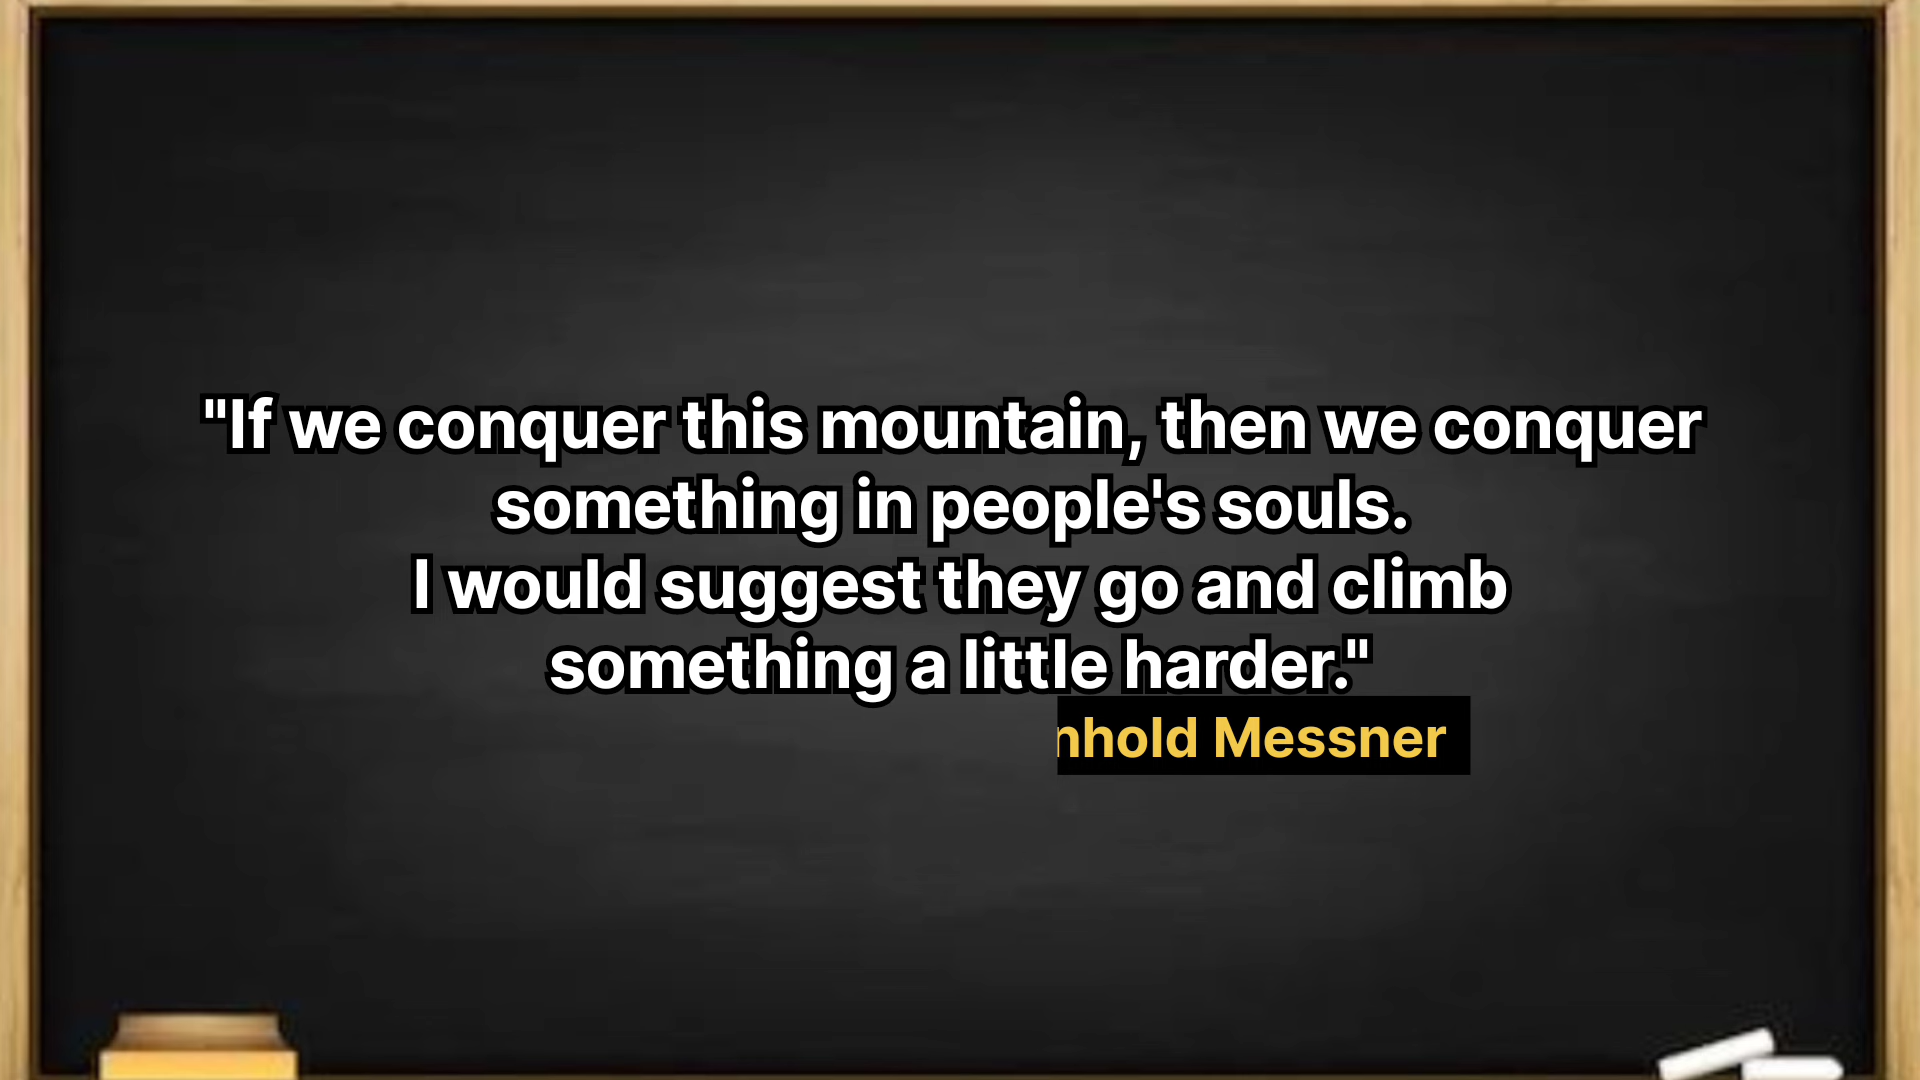 "If we conquer this mountain, then we conquer
something in people's souls.
I would suggest they go and climb
something a little harder."
nhold Messner